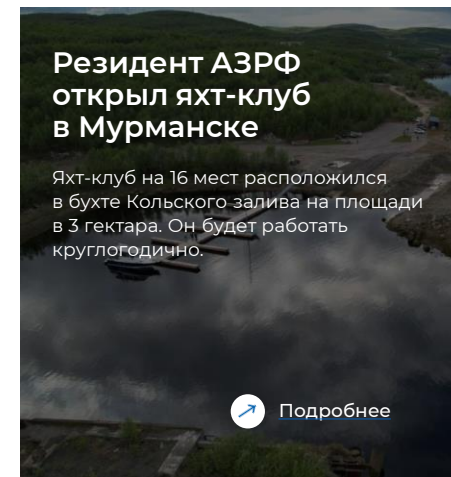 Резидент АЗРФ
открыл яхт-клуб
в Мурманске
Яхт-клуб на 16 мест расположился
в бухте Кольского залива на площади
в 3 гектара. Он будет работать
круглогодично.
Подробнее